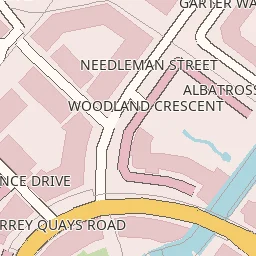 GARTER WA
NEEDLEMAN STREET
ALBATROSS
WOODLAND CRESCENT
NCE DRIVE
RREY QUAYS ROAD